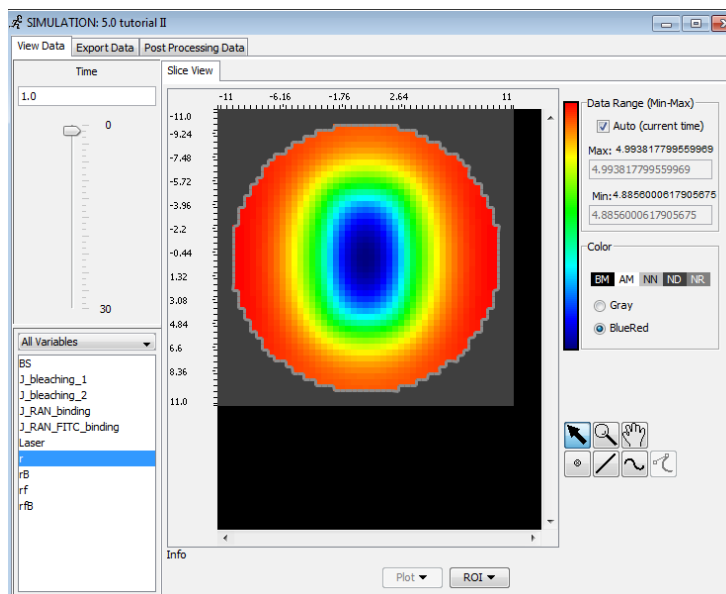 SIMULATION: 5.0 tutorial II
View Data Export Data Post Processing Data
Time
1.0
0
30
All Variables
BS
J_bleaching_1
J_bleaching_2
J_RAN_binding
J_RAN_FITC_binding
Laser
r
rB
rf
rfB
Slice View
-11 -6.16 -1.76 2.64 11
-11.0
-9.24
-7.48
-5.72
-3.96
-2.2
-0.44
1.32
3.08
4.84
6.6
8.36
11.0
Info
Plot
ROI
Data Range (Min-Max)
Auto (current time)
Max: 4.993817799559969
4.993817799559969
Min: 4.8856000617905675
4.8856000617905675
Color
BM AM NN ND NR
Gray
BlueRed